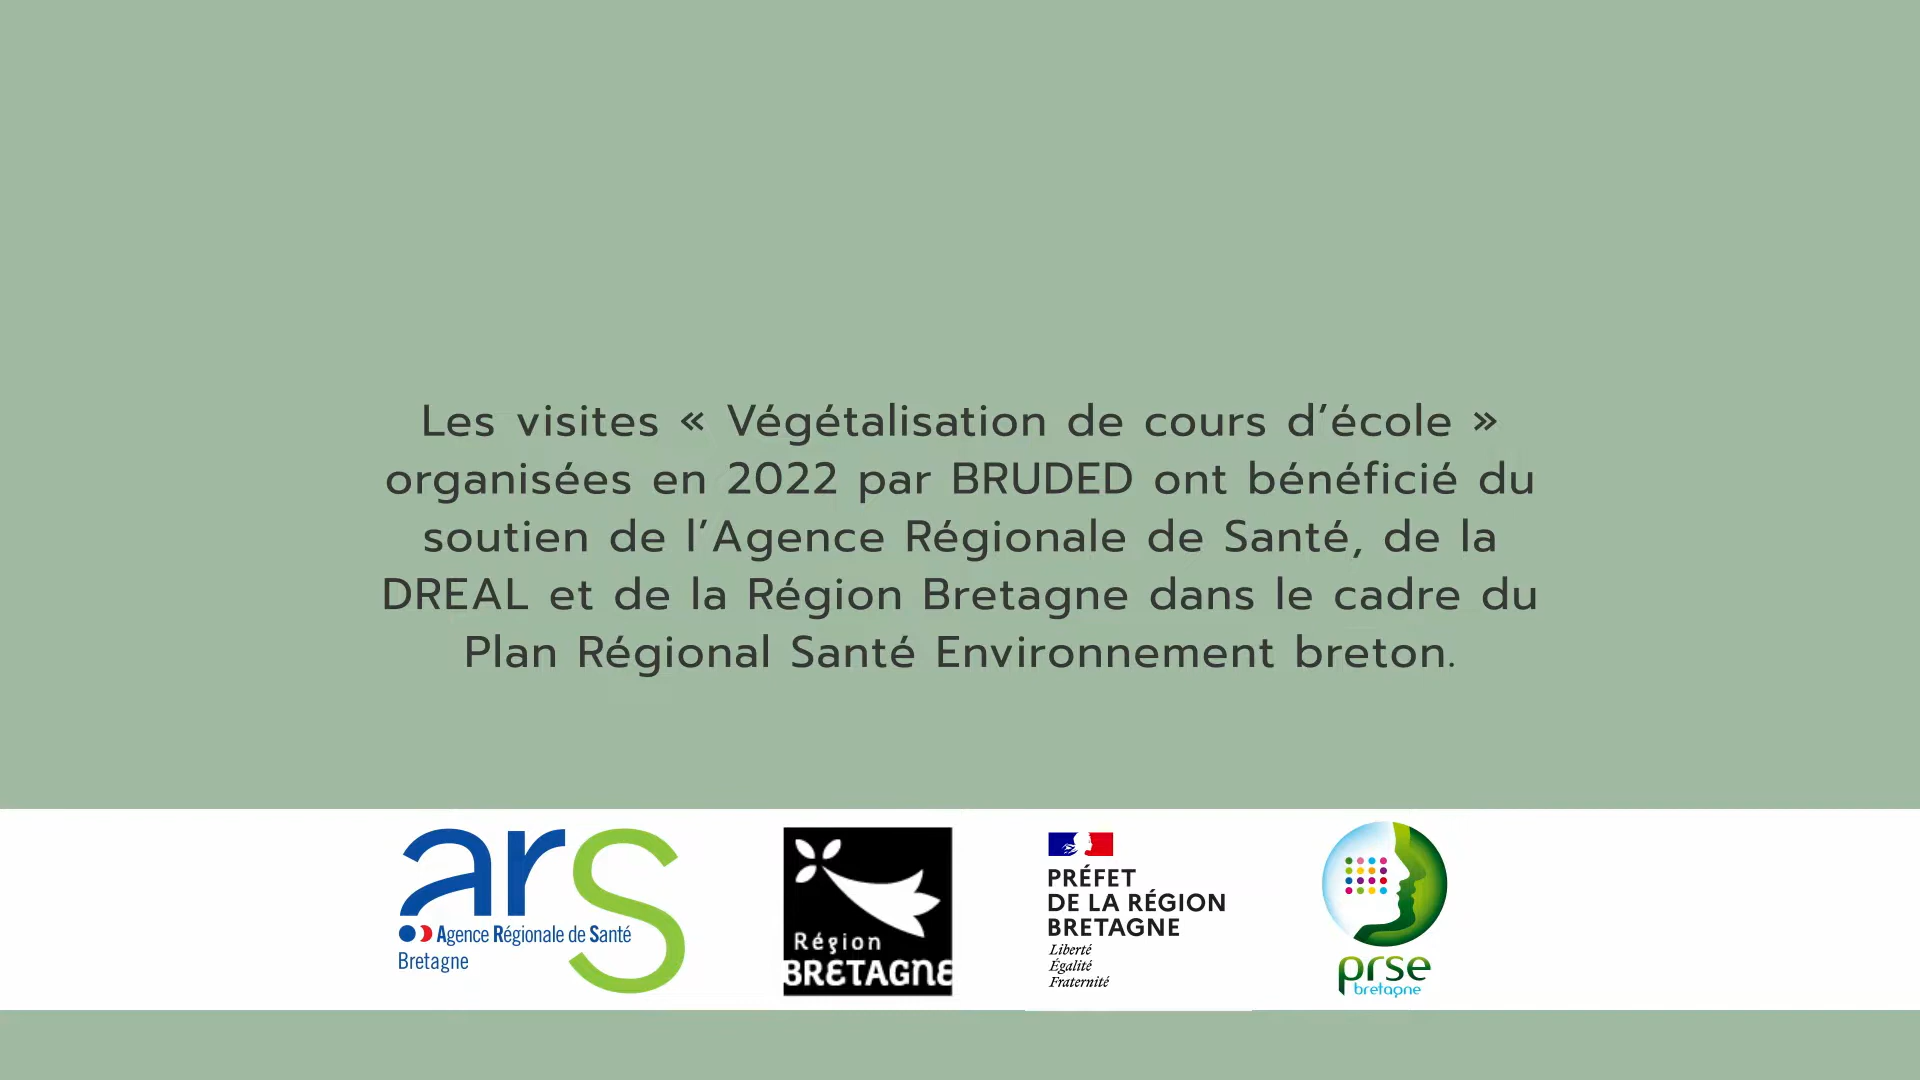 Les visites « Végétalisation de cours d’école »
organisées en 2022 par BRUDED ont bénéficié du
soutien de l’Agence Régionale de Santé, de la
DREAL et de la Région Bretagne dans le cadre du
Plan Régional Santé Environnement breton.
ars
Agence Régionale de Santé
Bretagne
Région
BRETAGNE
PRÉFET
DE LA RÉGION
BRETAGNE
Liberté
Égalité
Fraternité
prse
bretagne